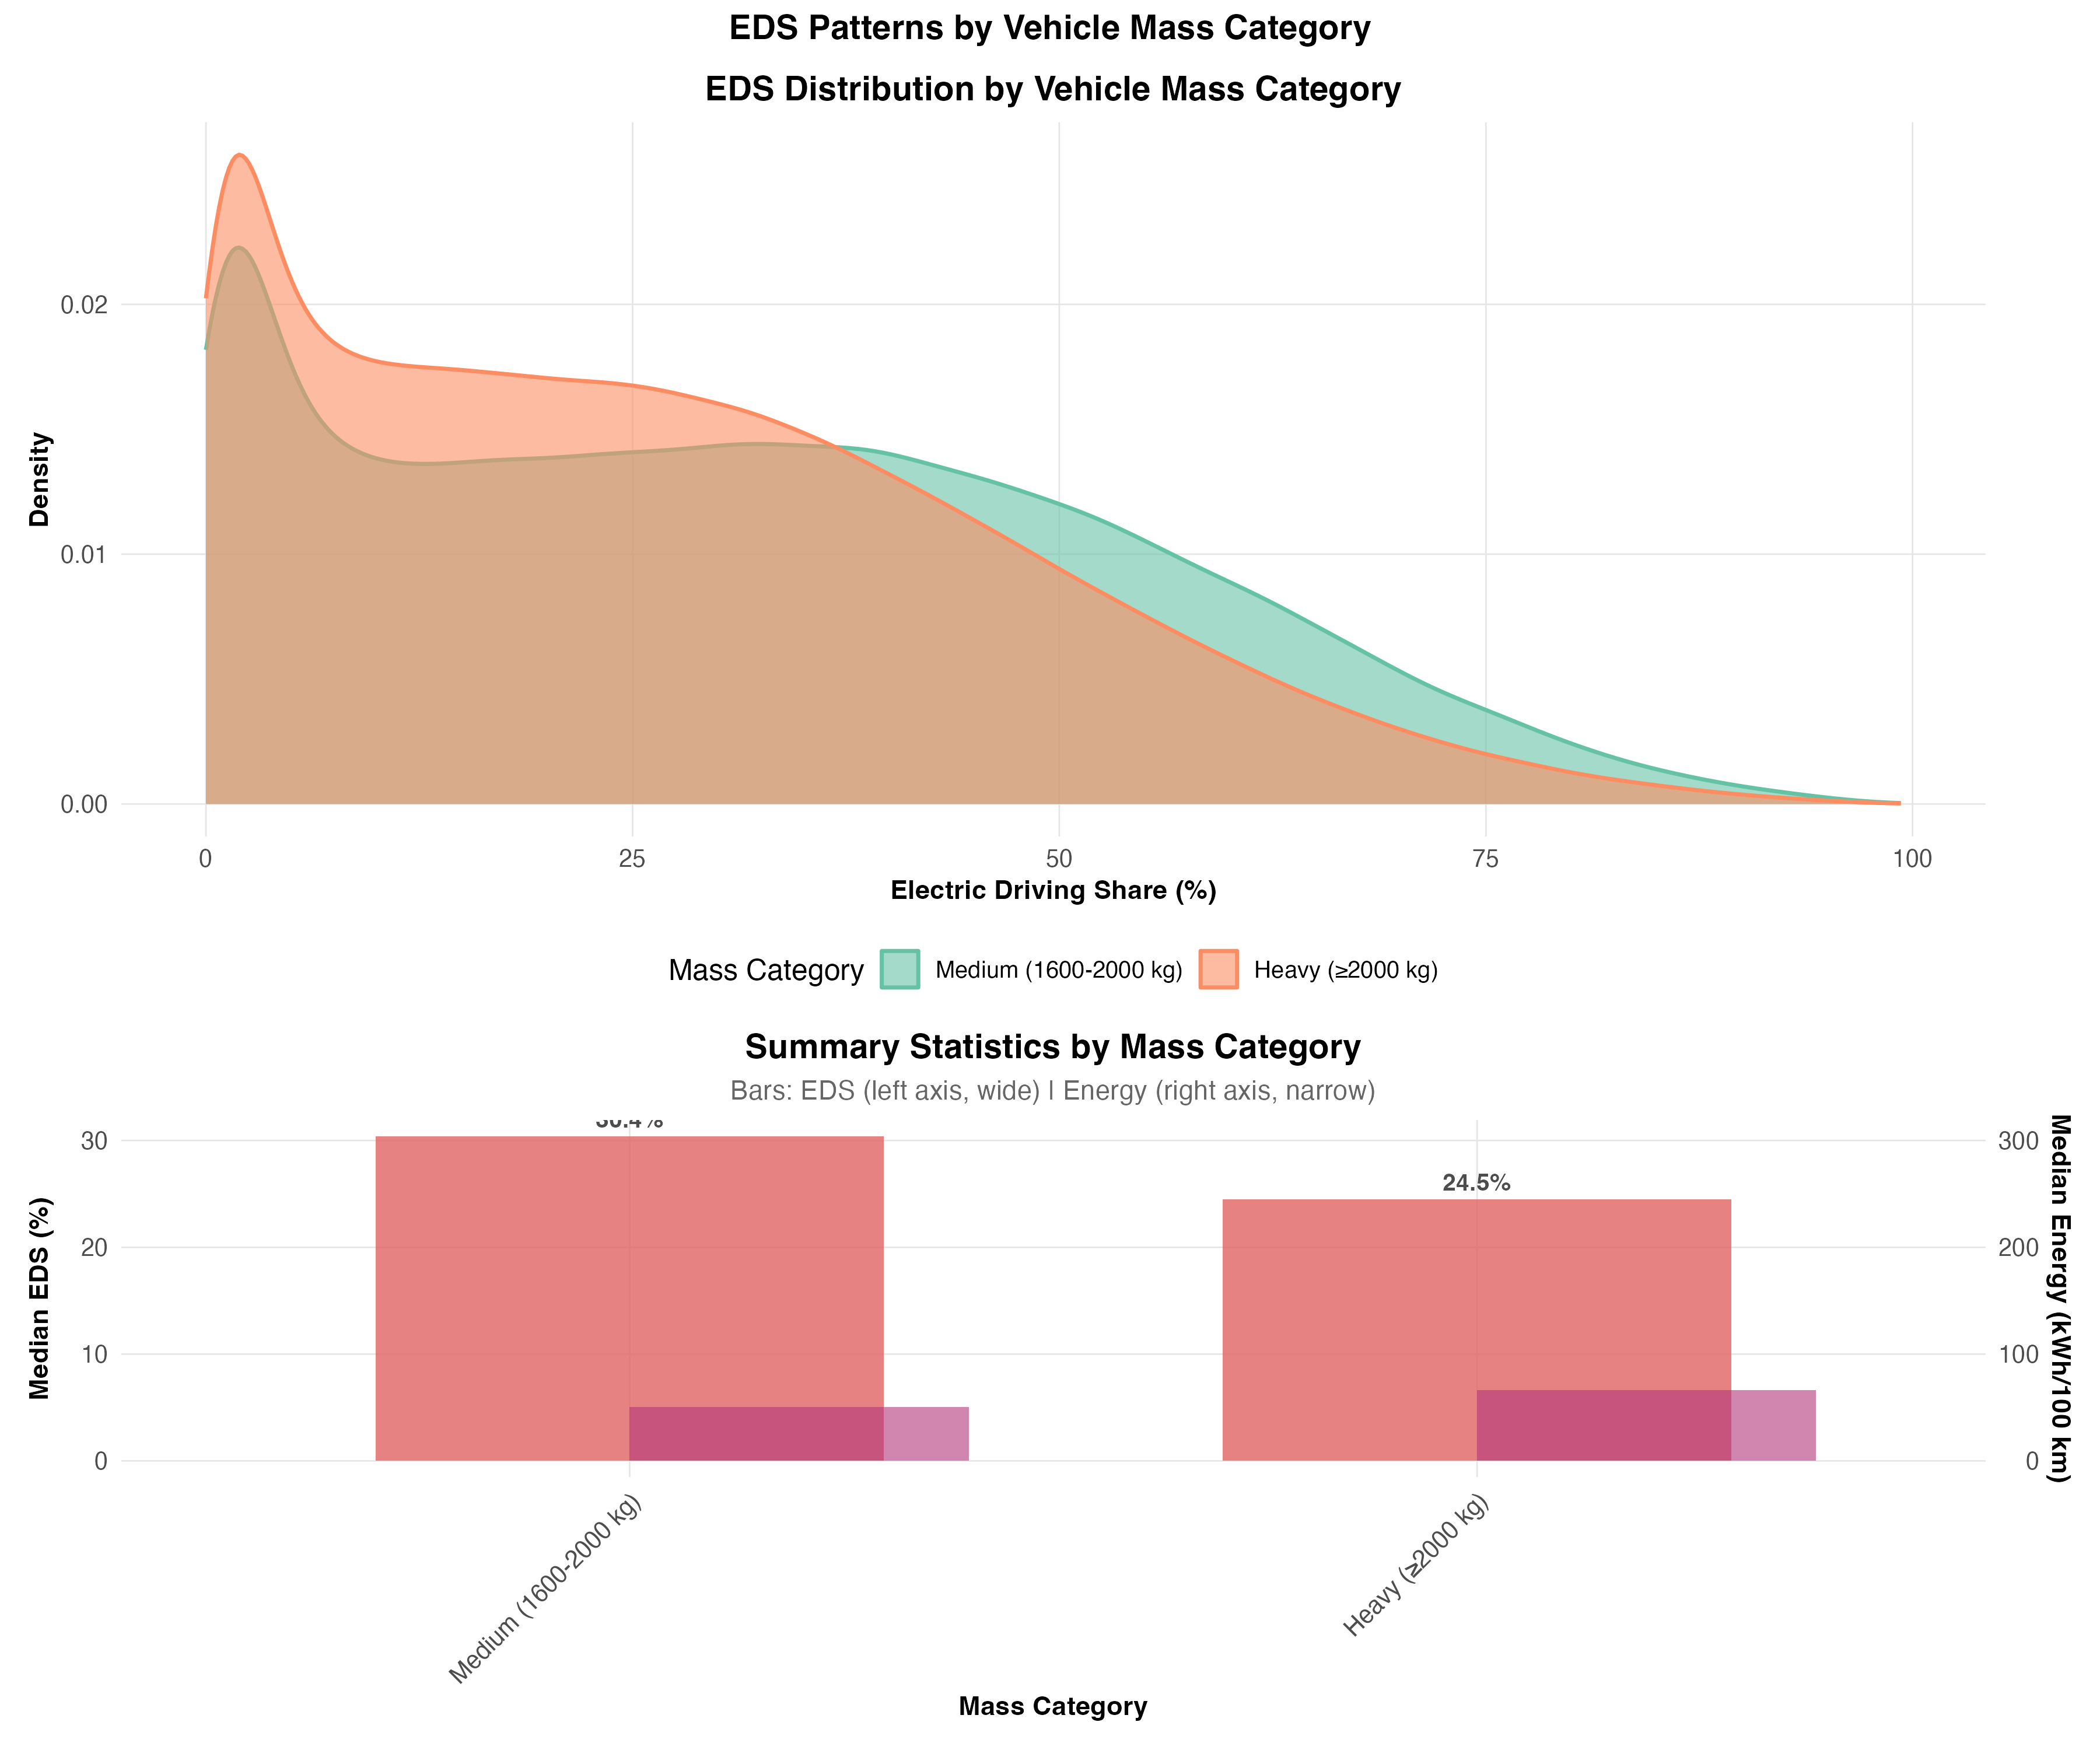 EDS Patterns by Vehicle Mass Category
EDS Distribution by Vehicle Mass Category
Density
0.02
0.01
0.00
0 25 50 75 100
Electric Driving Share (%)
Mass Category Medium (1600-2000 kg) Heavy (≥2000 kg)
Summary Statistics by Mass Category
Bars: EDS (left axis, wide) | Energy (right axis, narrow)
Median EDS (%)
30
20
10
0
30.4%
24.5%
300
200
100
0
Median Energy (kWh/100 km)
Medium (1600-2000 kg)
Heavy (≥2000 kg)
Mass Category